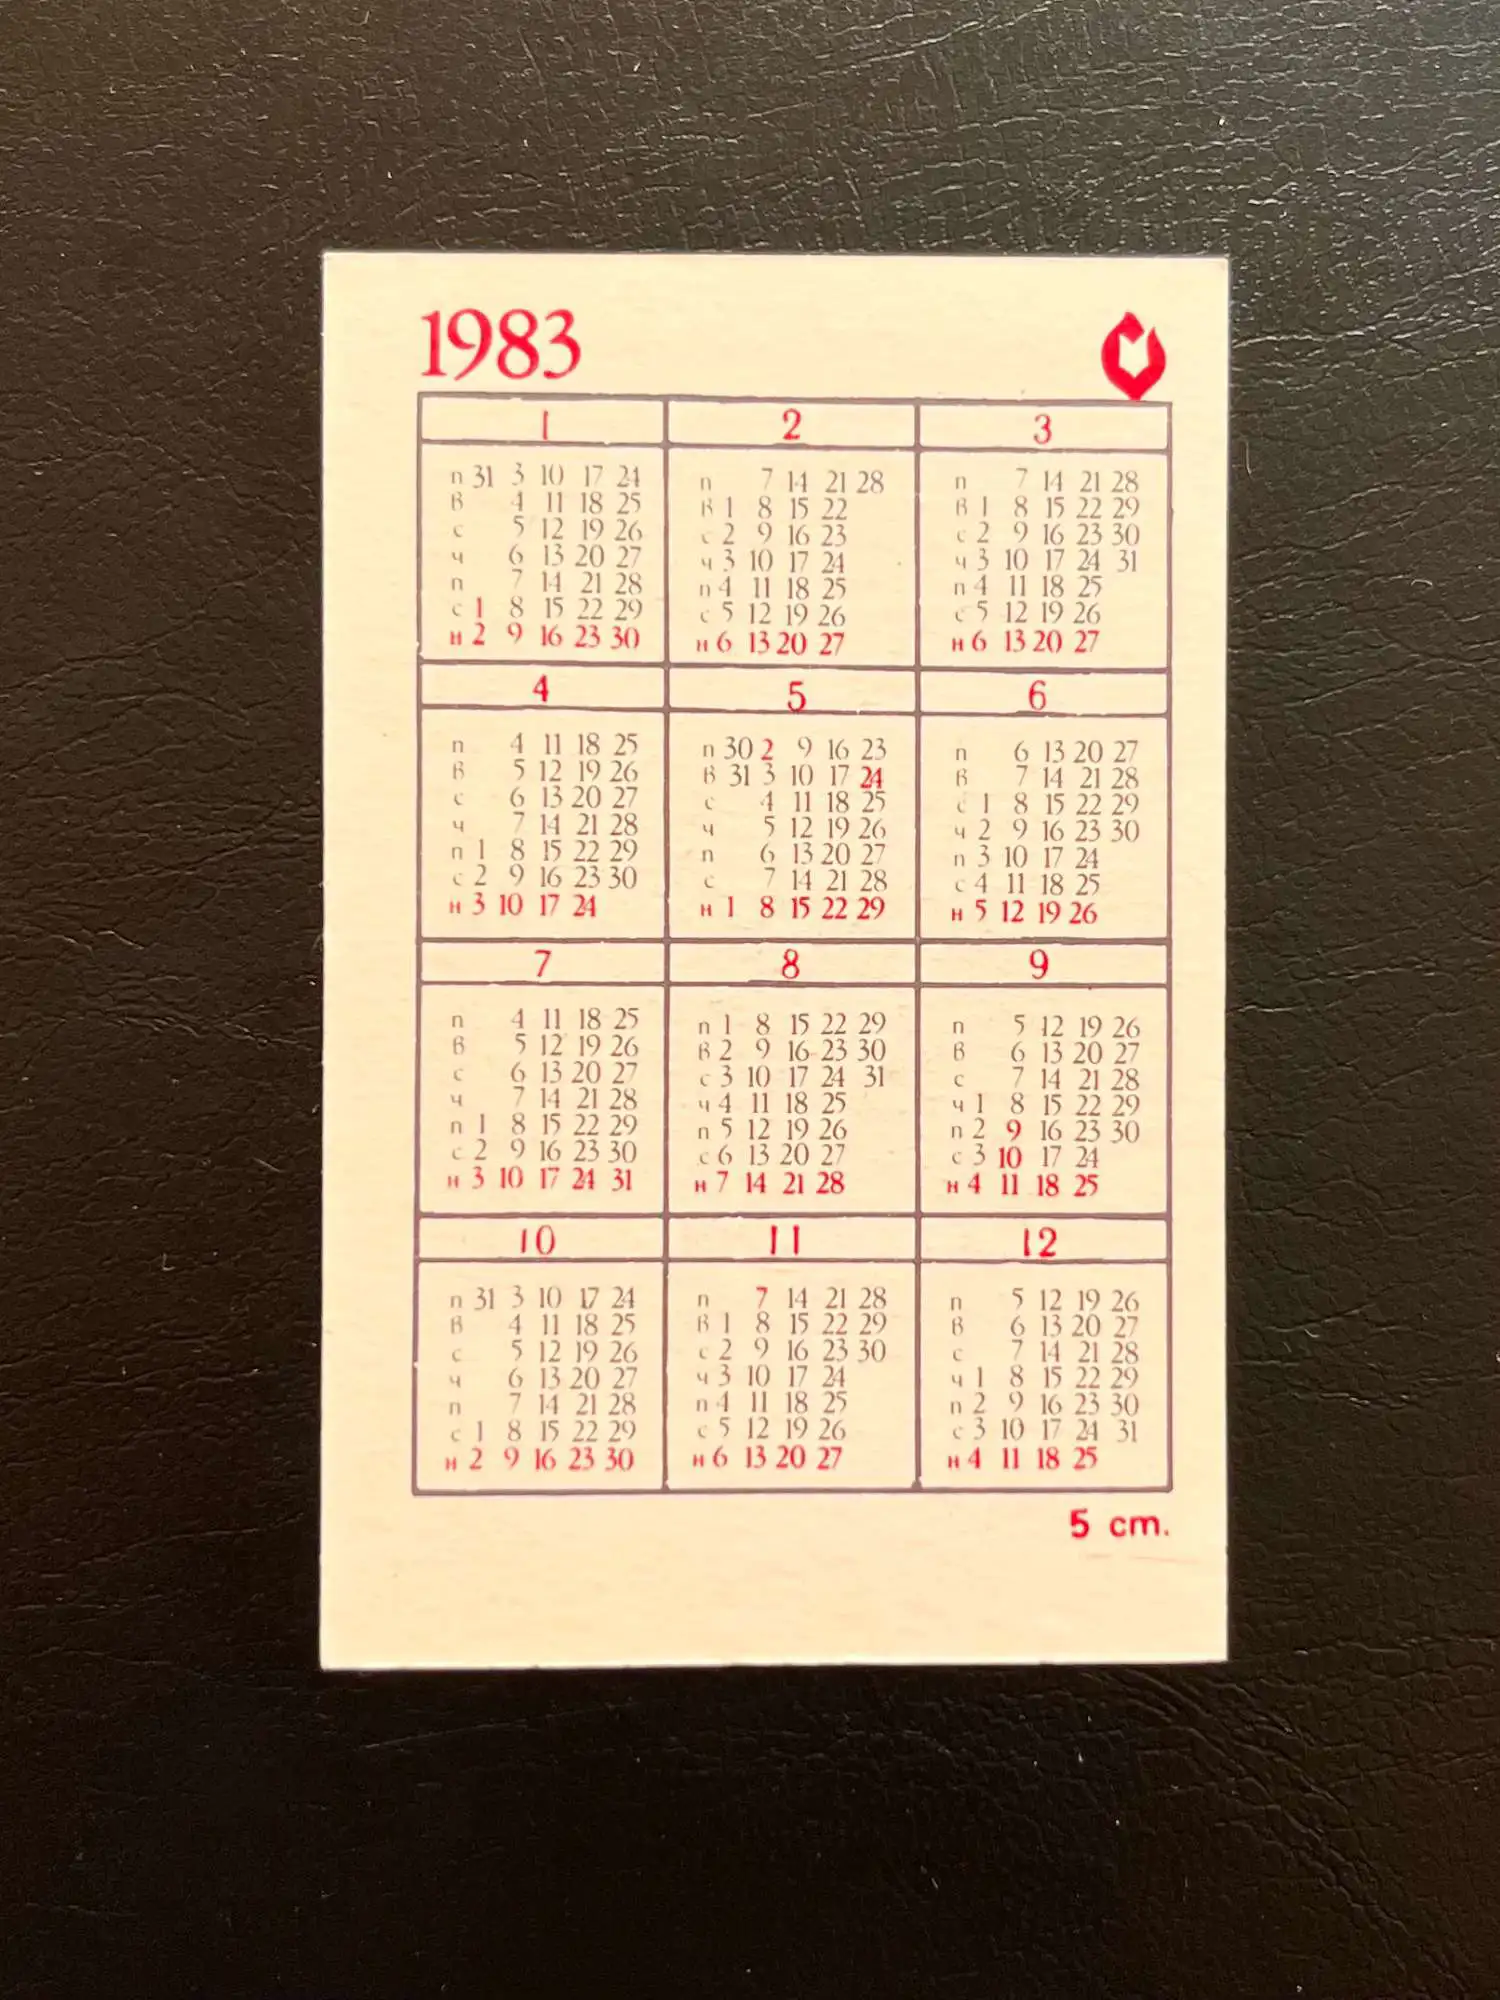 1983
1 2 3
п 31 3 10 17 24
в 4 11 18 25
с 5 12 19 26
ч 6 13 20 27
п 7 14 21 28
с 1 8 15 22 29
н 2 9 16 23 30
п 7 14 21 28
в 1 8 15 22
с 2 9 16 23
ч 3 10 17 24
п 4 11 18 25
с 5 12 19 26
н 6 13 20 27
п 7 14 21 28
в 1 8 15 22 29
с 2 9 16 23 30
ч 3 10 17 24 31
п 4 11 18 25
с 5 12 19 26
н 6 13 20 27
4 5 6
п 4 11 18 25
в 5 12 19 26
с 6 13 20 27
ч 7 14 21 28
п 1 8 15 22 29
с 2 9 16 23 30
н 3 10 17 24
п 30 2 9 16 23
в 31 3 10 17 24
с 4 11 18 25
ч 5 12 19 26
п 6 13 20 27
с 7 14 21 28
н 1 8 15 22 29
п 6 13 20 27
в 7 14 21 28
с 1 8 15 22 29
ч 2 9 16 23 30
п 3 10 17 24
с 4 11 18 25
н 5 12 19 26
7 8 9
п 4 11 18 25
в 5 12 19 26
с 6 13 20 27
ч 7 14 21 28
п 1 8 15 22 29
с 2 9 16 23 30
н 3 10 17 24 31
п 1 8 15 22 29
в 2 9 16 23 30
с 3 10 17 24 31
ч 4 11 18 25
п 5 12 19 26
с 6 13 20 27
н 7 14 21 28
п 5 12 19 26
в 6 13 20 27
с 7 14 21 28
ч 1 8 15 22 29
п 2 9 16 23 30
с 3 10 17 24
н 4 11 18 25
10 11 12
п 31 3 10 17 24
в 4 11 18 25
с 5 12 19 26
ч 6 13 20 27
п 7 14 21 28
с 1 8 15 22 29
н 2 9 16 23 30
п 7 14 21 28
в 1 8 15 22 29
с 2 9 16 23 30
ч 3 10 17 24
п 4 11 18 25
с 5 12 19 26
н 6 13 20 27
п 5 12 19 26
в 6 13 20 27
с 7 14 21 28
ч 1 8 15 22 29
п 2 9 16 23 30
с 3 10 17 24 31
н 4 11 18 25
5 ст.